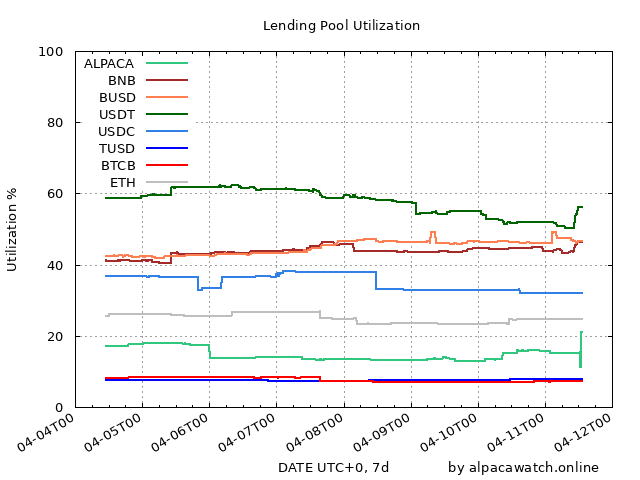 Lending Pool Utilization
100
80
60
40
20
0
Utilization %
ALPACA
BNB
BUSD
USDT
USDC
TUSD
BTCB
ETH
04-04T00
04-05T00
04-06T00
04-07T00
04-08T00
04-09T00
04-10T00
04-11T00
04-12T00
DATE UTC+0, 7d
by alpacawatch.online